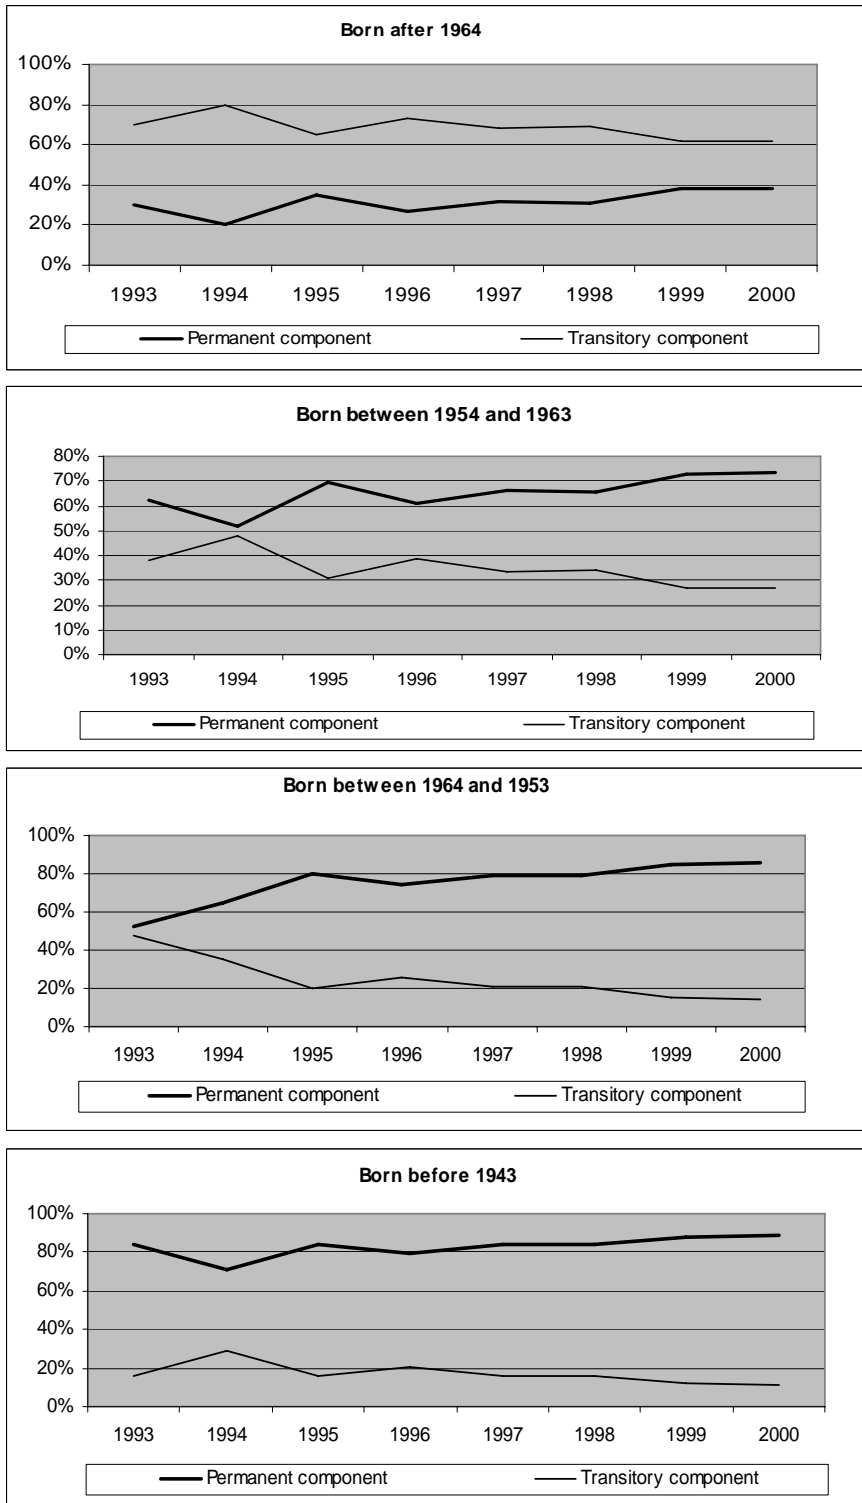 Born after 1964
100%
80%
60%
40%
20%
0%
1993 1994 1995 1996 1997 1998 1999 2000
Permanent component Transitory component
Born between 1954 and 1963
80%
70%
60%
50%
40%
30%
20%
10%
0%
1993 1994 1995 1996 1997 1998 1999 2000
Permanent component Transitory component
Born between 1964 and 1953
100%
80%
60%
40%
20%
0%
1993 1994 1995 1996 1997 1998 1999 2000
Permanent component Transitory component
Born before 1943
100%
80%
60%
40%
20%
0%
1993 1994 1995 1996 1997 1998 1999 2000
Permanent component Transitory component